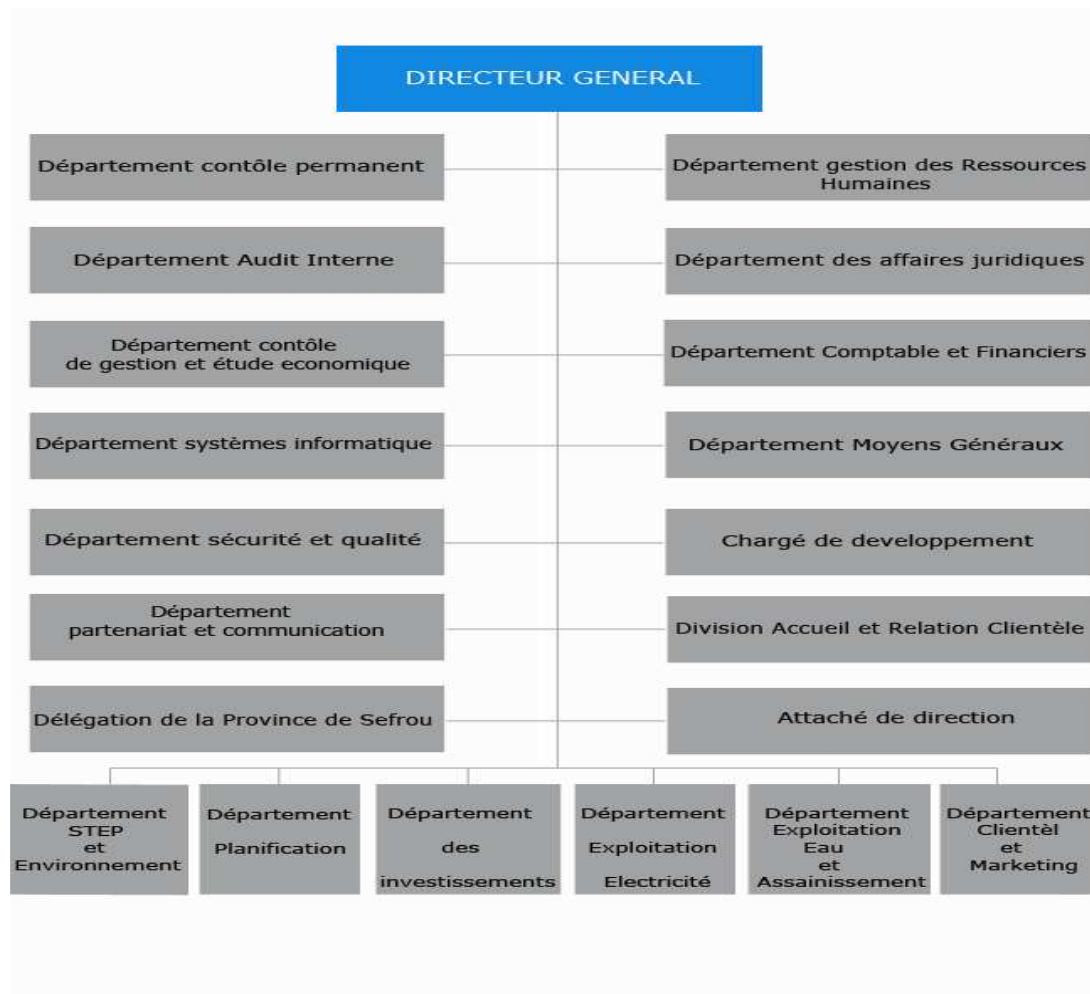 DIRECTEUR GENERAL
Département contôle permanent
Département gestion des Ressources
Humaines
Département Audit Interne
Département des affaires juridiques
Département contôle
de gestion et étude economique
Département Comptable et Financiers
Département systèmes informatique
Département Moyens Généraux
Département sécurité et qualité
Chargé de developpement
Département
partenariat et communication
Division Accueil et Relation Clientèle
Délégation de la Province de Sefrou
Attaché de direction
Département
STEP
et
Environnement
Département
Planification
Département
des
investissements
Département
Exploitation
Electricité
Département
Exploitation
Eau
et
Assainissement
Département
Clientèl
et
Marketing